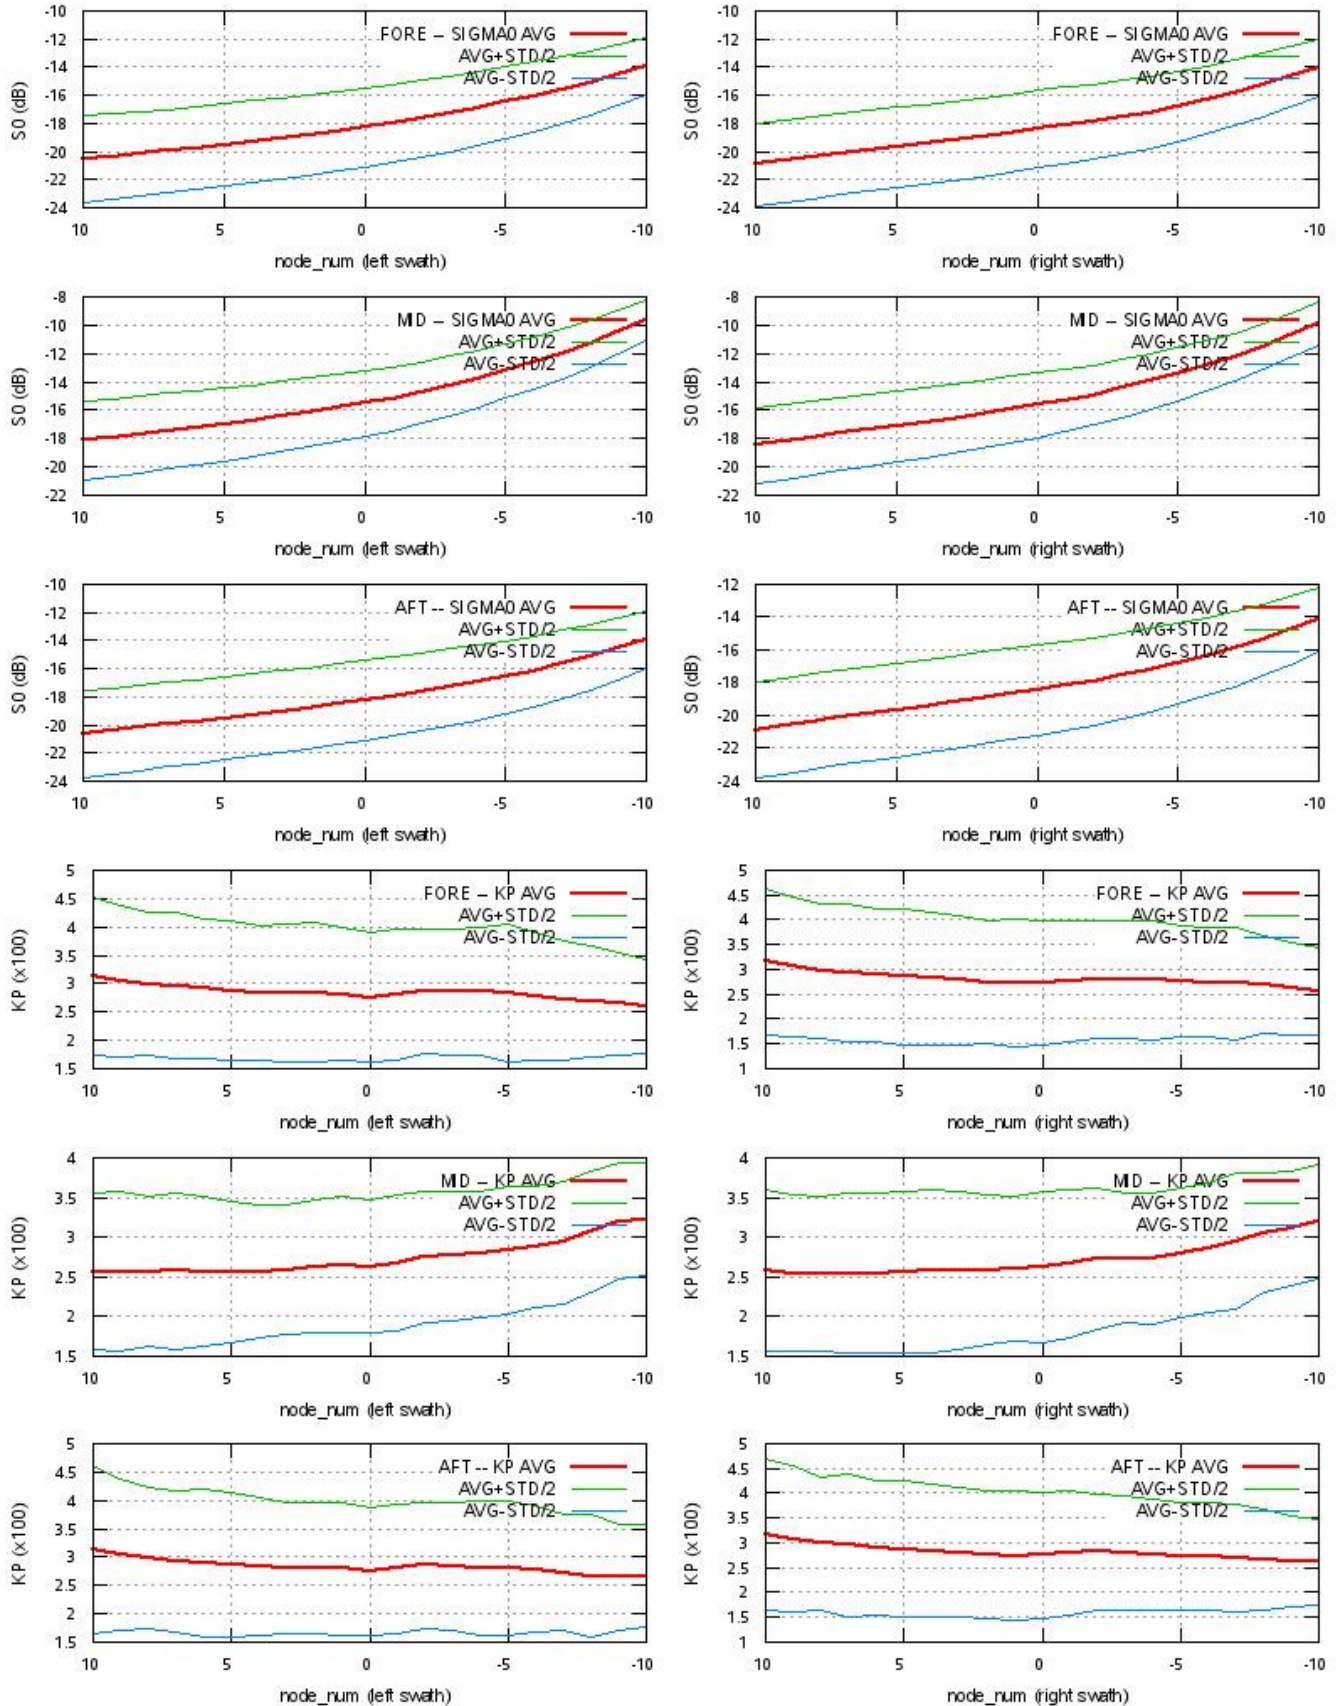 S0 (dB)
-10
-12
-14
-16
-18
-20
-22
-24
FORE – SIGMA0 AVG
AVG+STD/2
AVG-STD/2
10 5 0 -5 -10
node_num (left swath)
S0 (dB)
-10
-12
-14
-16
-18
-20
-22
-24
FORE – SIGMA0 AVG
AVG+STD/2
AVG-STD/2
10 5 0 -5 -10
node_num (right swath)
S0 (dB)
-8
-10
-12
-14
-16
-18
-20
-22
MID – SIGMA0 AVG
AVG+STD/2
AVG-STD/2
10 5 0 -5 -10
node_num (left swath)
S0 (dB)
-8
-10
-12
-14
-16
-18
-20
-22
MID – SIGMA0 AVG
AVG+STD/2
AVG-STD/2
10 5 0 -5 -10
node_num (right swath)
S0 (dB)
-10
-12
-14
-16
-18
-20
-22
-24
AFT -- SIGMA0 AVG
AVG+STD/2
AVG-STD/2
10 5 0 -5 -10
node_num (left swath)
S0 (dB)
-12
-14
-16
-18
-20
-22
-24
AFT -- SIGMA0 AVG
AVG+STD/2
AVG-STD/2
10 5 0 -5 -10
node_num (right swath)
KP (x100)
5
4.5
4
3.5
3
2.5
2
1.5
FORE – KP AVG
AVG+STD/2
AVG-STD/2
10 5 0 -5 -10
node_num (left swath)
KP (x100)
5
4.5
4
3.5
3
2.5
2
1.5
1
FORE – KP AVG
AVG+STD/2
AVG-STD/2
10 5 0 -5 -10
node_num (right swath)
KP (x100)
4
3.5
3
2.5
2
1.5
MID – KP AVG
AVG+STD/2
AVG-STD/2
10 5 0 -5 -10
node_num (left swath)
KP (x100)
4
3.5
3
2.5
2
1.5
MID – KP AVG
AVG+STD/2
AVG-STD/2
10 5 0 -5 -10
node_num (right swath)
KP (x100)
5
4.5
4
3.5
3
2.5
2
1.5
AFT -- KP AVG
AVG+STD/2
AVG-STD/2
10 5 0 -5 -10
node_num (left swath)
KP (x100)
5
4.5
4
3.5
3
2.5
2
1.5
1
AFT -- KP AVG
AVG+STD/2
AVG-STD/2
10 5 0 -5 -10
node_num (right swath)